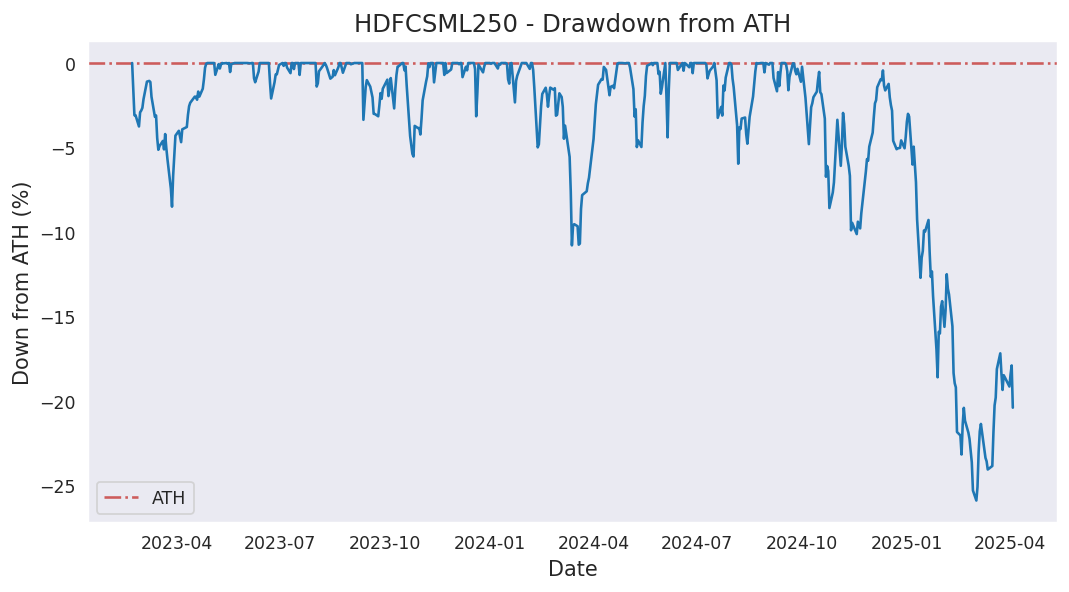 HDFCSML250 - Drawdown from ATH
Down from ATH (%)
0
−5
−10
−15
−20
−25
ATH
2023-04 2023-07 2023-10 2024-01 2024-04 2024-07 2024-10 2025-01 2025-04
Date